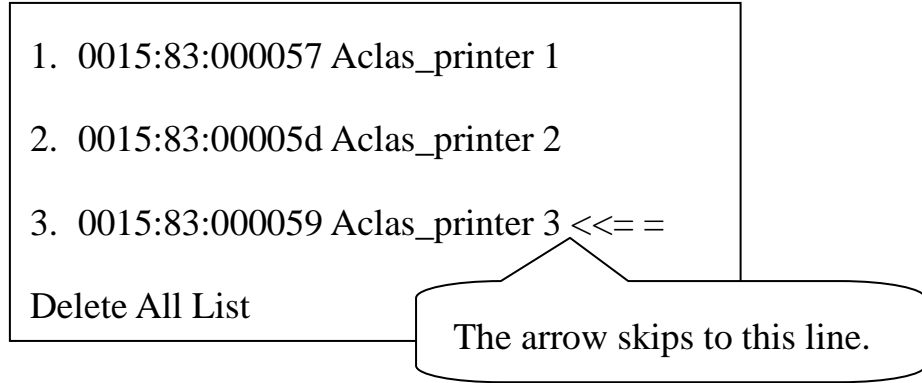 1. 0015:83:000057 Aclas_printer 1
2. 0015:83:00005d Aclas_printer 2
3. 0015:83:000059 Aclas_printer 3 <<= =
Delete All List
The arrow skips to this line.